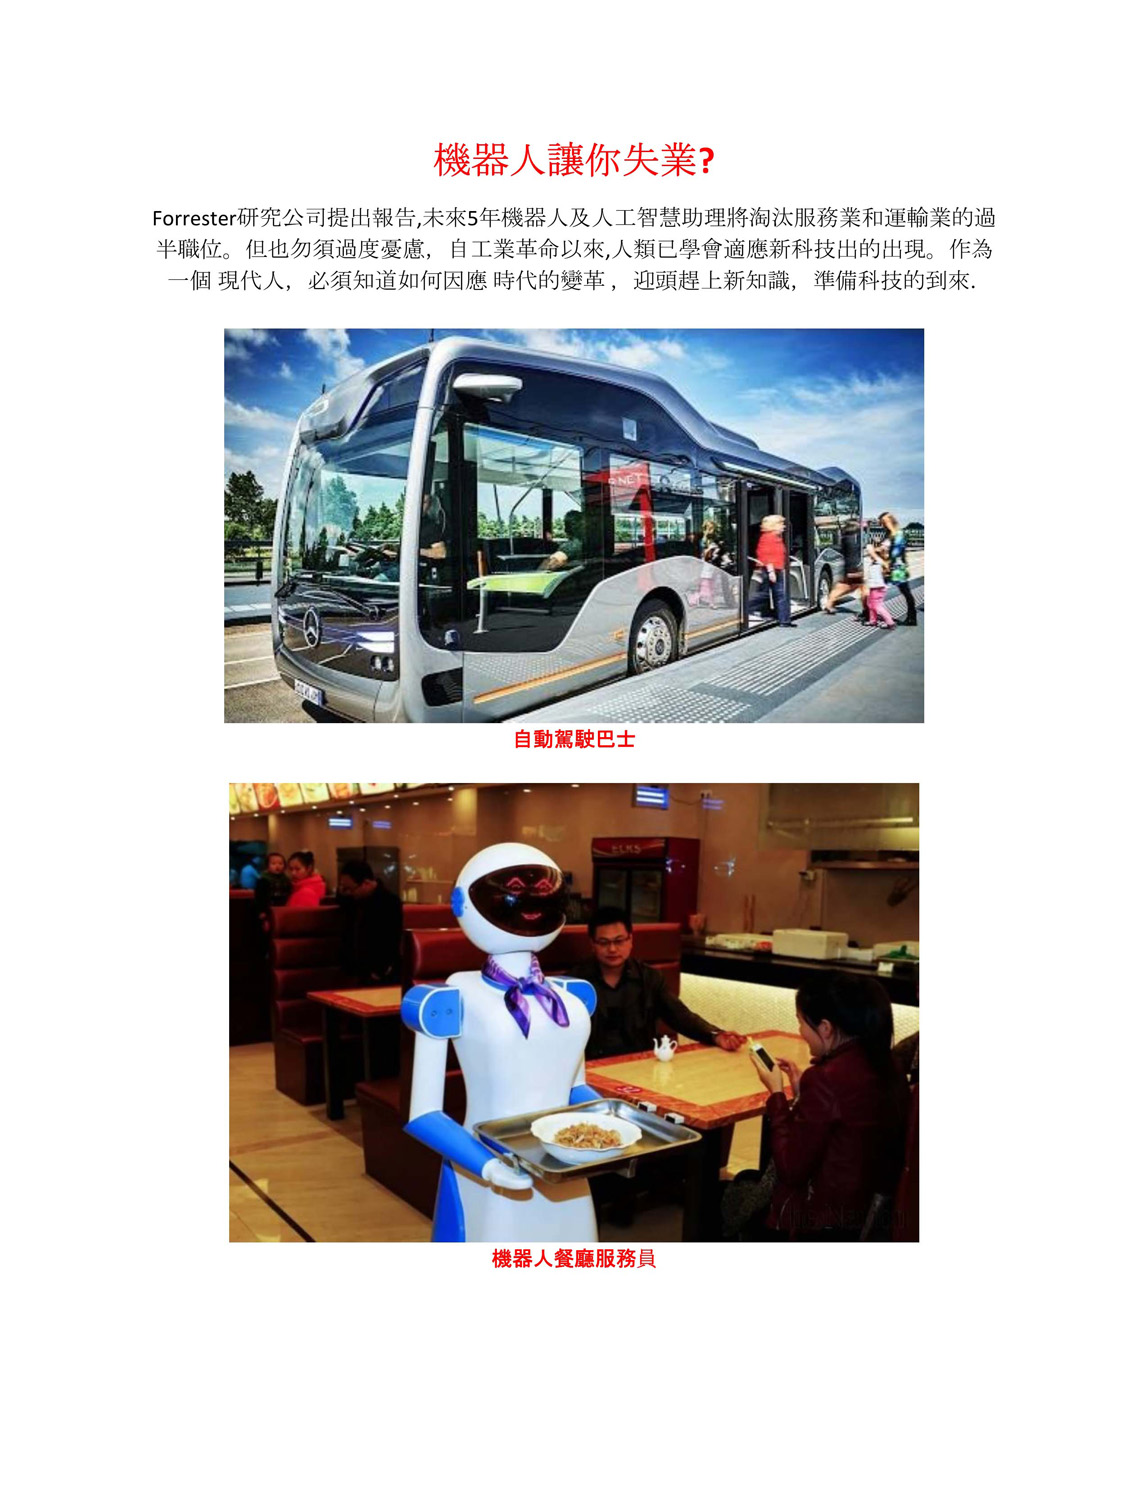 機器人讓你失業?
Forrester研究公司提出報告,未來5年機器人及人工智慧助理將淘汰服務業和運輸業的過
半職位。但也勿須過度憂慮，自工業革命以來,人類已學會適應新科技出的出現。作為
一個 現代人，必須知道如何因應 時代的變革 ，迎頭趕上新知識，準備科技的到來.
自動駕駛巴士
ELKS
機器人餐廳服務員